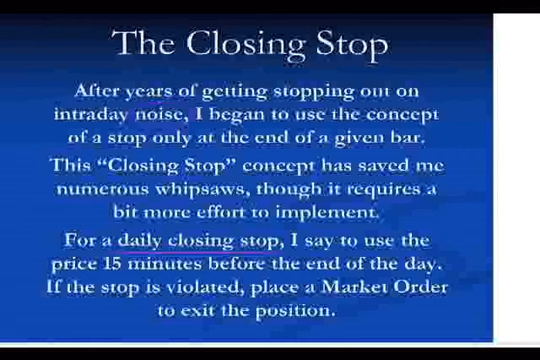 The Closing Stop
After years of getting stopping out on
intraday noise, I began to use the concept
of a stop only at the end of a given bar.
This “Closing Stop” concept has saved me
numerous whipsaws, though it requires a
bit more effort to implement.
For a daily closing stop, I say to use the
price 15 minutes before the end of the day.
If the stop is violated, place a Market Order
to exit the position.